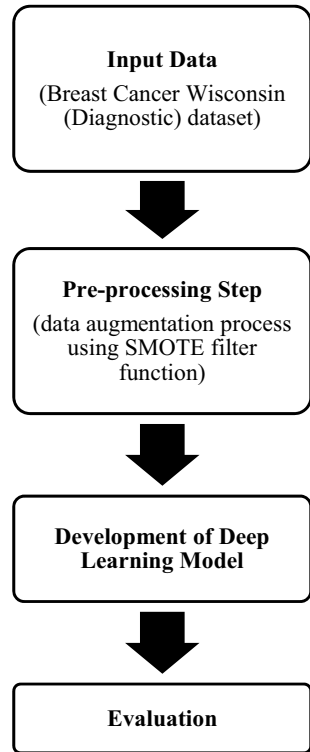 Input Data
(Breast Cancer Wisconsin
(Diagnostic) dataset)
Pre-processing Step
(data augmentation process
using SMOTE filter
function)
Development of Deep
Learning Model
Evaluation